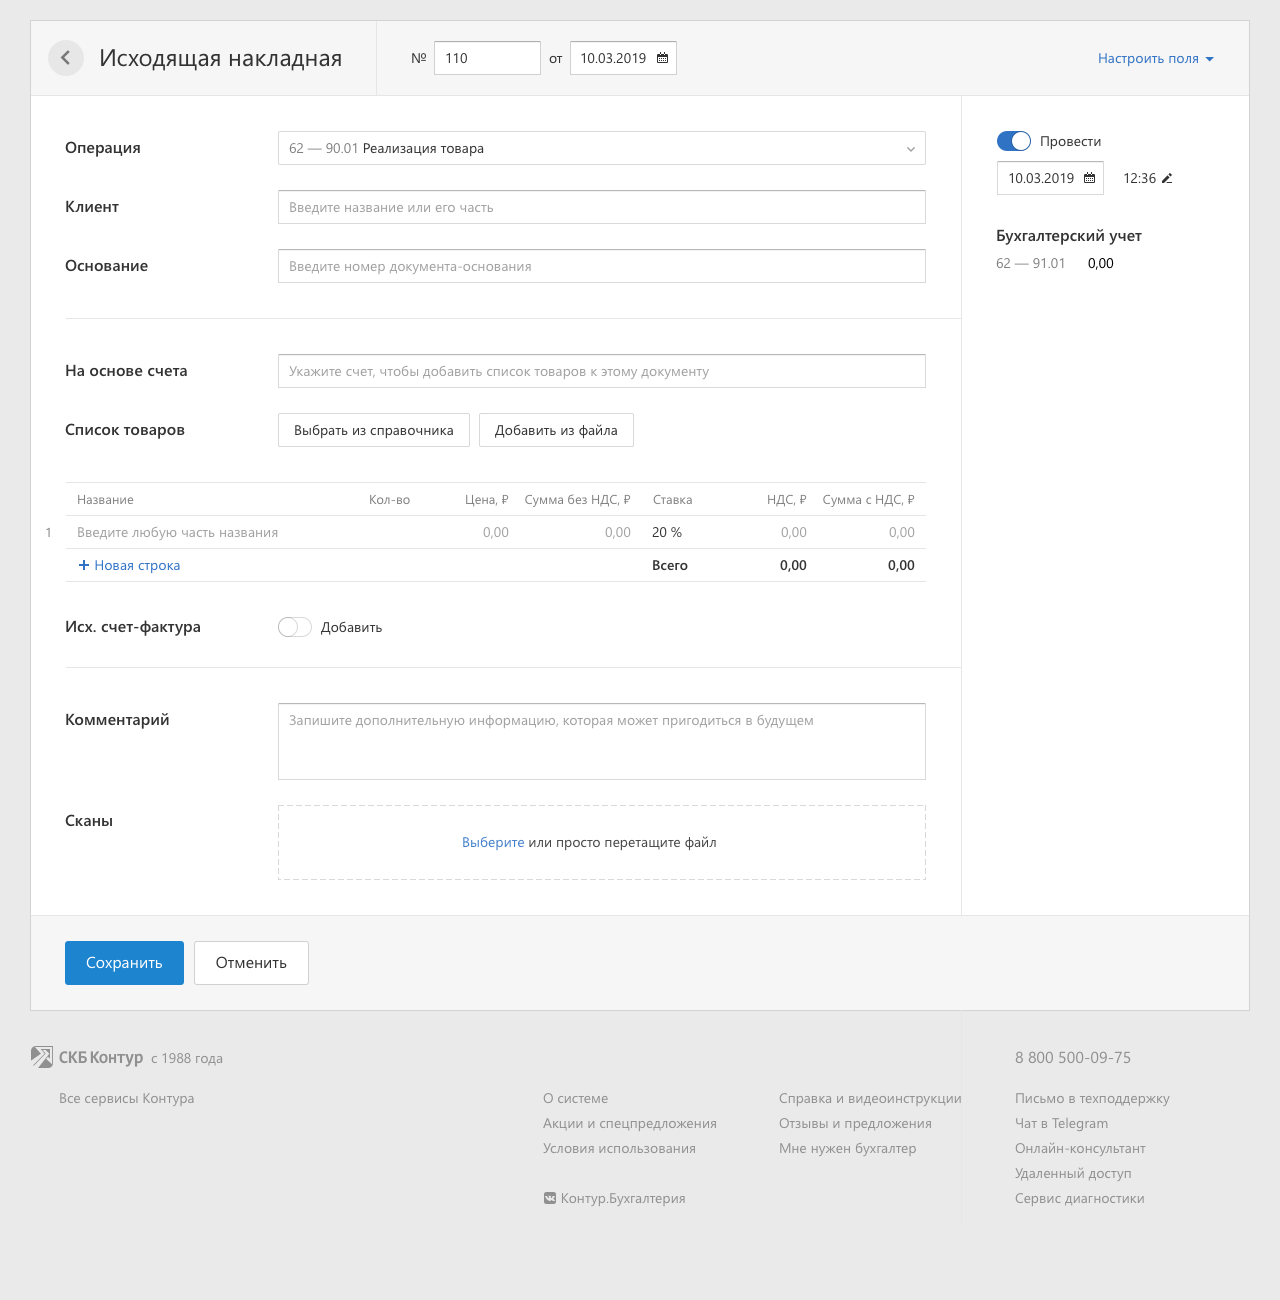 Исходящая накладная № 110 от 10.03.2019 Настроить поля
Операция 62 — 90.01 Реализация товара
Провести
Клиент Введите название или его часть
10.03.2019 12:36
Основание Введите номер документа-основания
Бухгалтерский учет
62 — 91.01 0,00
На основе счета Укажите счет, чтобы добавить список товаров к этому документу
Список товаров Выбрать из справочника Добавить из файла
Название Кол-во Цена, ₽ Сумма без НДС, ₽ Ставка НДС, ₽ Сумма с НДС, ₽
1 Введите любую часть названия 0,00 0,00 20 % 0,00 0,00
Новая строка Всего 0,00 0,00
Исх. счет-фактура Добавить
Комментарий Запишите дополнительную информацию, которая может пригодиться в будущем
Сканы
Выберите или просто перетащите файл
Сохранить Отменить
СКБ Контур с 1988 года 8 800 500-09-75
Все сервисы Контура О системе Справка и видеоинструкции Письмо в техподдержку
Акции и спецпредложения Отзывы и предложения Чат в Telegram
Условия использования Мне нужен бухгалтер Онлайн-консультант
Удаленный доступ
Контур.Бухгалтерия Сервис диагностики